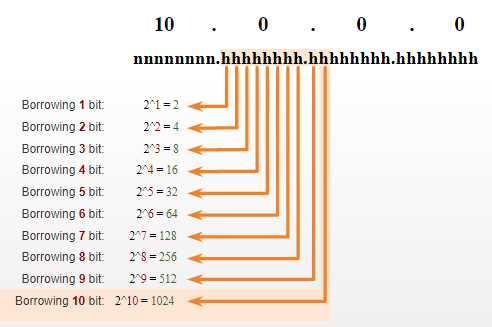 10 . 0 . 0 . 0
nnnnnnnn.hhhhhhhh.hhhhhhhh.hhhhhhhh
Borrowing 1 bit: 2^1 = 2
Borrowing 2 bit: 2^2 = 4
Borrowing 3 bit: 2^3 = 8
Borrowing 4 bit: 2^4 = 16
Borrowing 5 bit: 2^5 = 32
Borrowing 6 bit: 2^6 = 64
Borrowing 7 bit: 2^7 = 128
Borrowing 8 bit: 2^8 = 256
Borrowing 9 bit: 2^9 = 512
Borrowing 10 bit: 2^10 = 1024